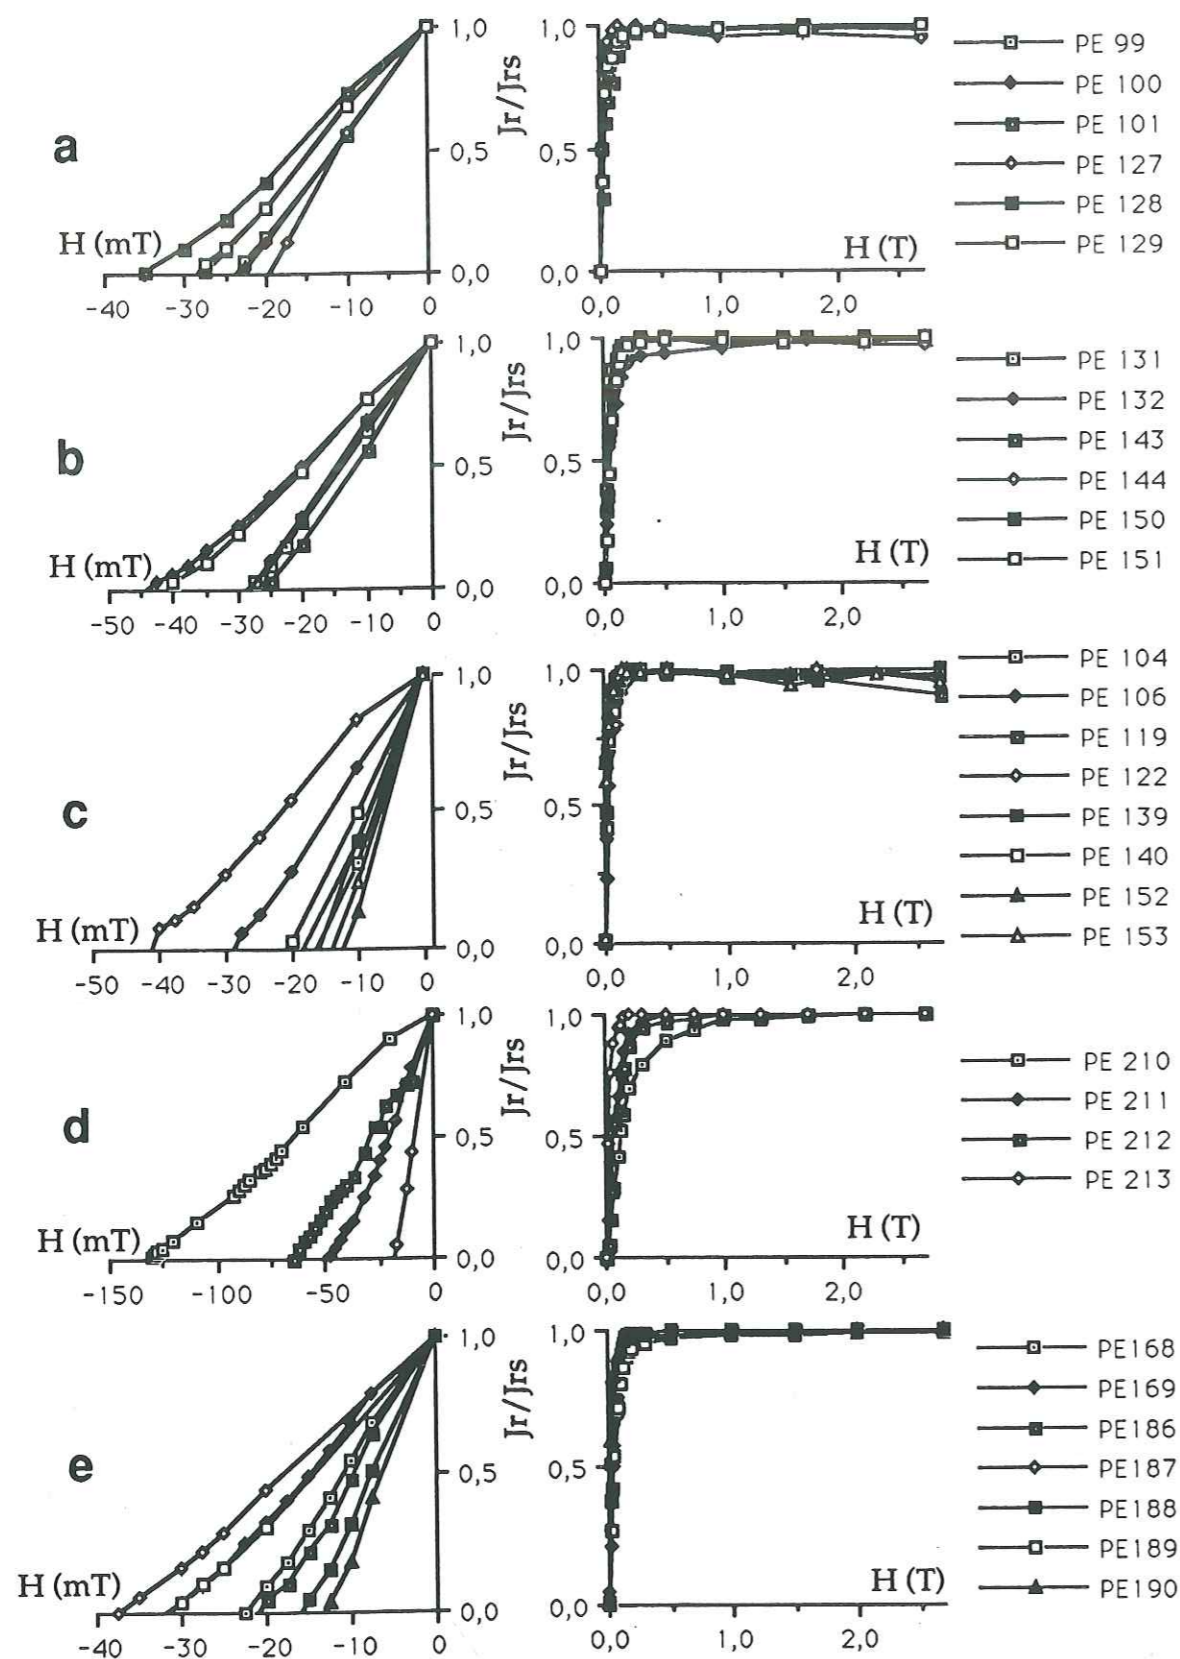 a
H (mT)
-40 -30 -20 -10 0
1,0
0,5
0,0
Jr/Jrs
1,0
0,5
0,0
H (T)
0,0 1,0 2,0
PE 99
PE 100
PE 101
PE 127
PE 128
PE 129
b
H (mT)
-50 -40 -30 -20 -10 0
1,0
0,5
0,0
Jr/Jrs
1,0
0,5
0,0
H (T)
0,0 1,0 2,0
PE 131
PE 132
PE 143
PE 144
PE 150
PE 151
c
H (mT)
-50 -40 -30 -20 -10 0
1,0
0,5
0,0
Jr/Jrs
1,0
0,5
0,0
H (T)
0,0 1,0 2,0
PE 104
PE 106
PE 119
PE 122
PE 139
PE 140
PE 152
PE 153
d
H (mT)
-150 -100 -50 0
1,0
0,5
0,0
Jr/Jrs
1,0
0,5
0,0
H (T)
0,0 1,0 2,0
PE 210
PE 211
PE 212
PE 213
e
H (mT)
-40 -30 -20 -10 0
1,0
0,5
0,0
Jr/Jrs
1,0
0,5
0,0
H (T)
0,0 1,0 2,0
PE168
PE169
PE186
PE187
PE188
PE189
PE190